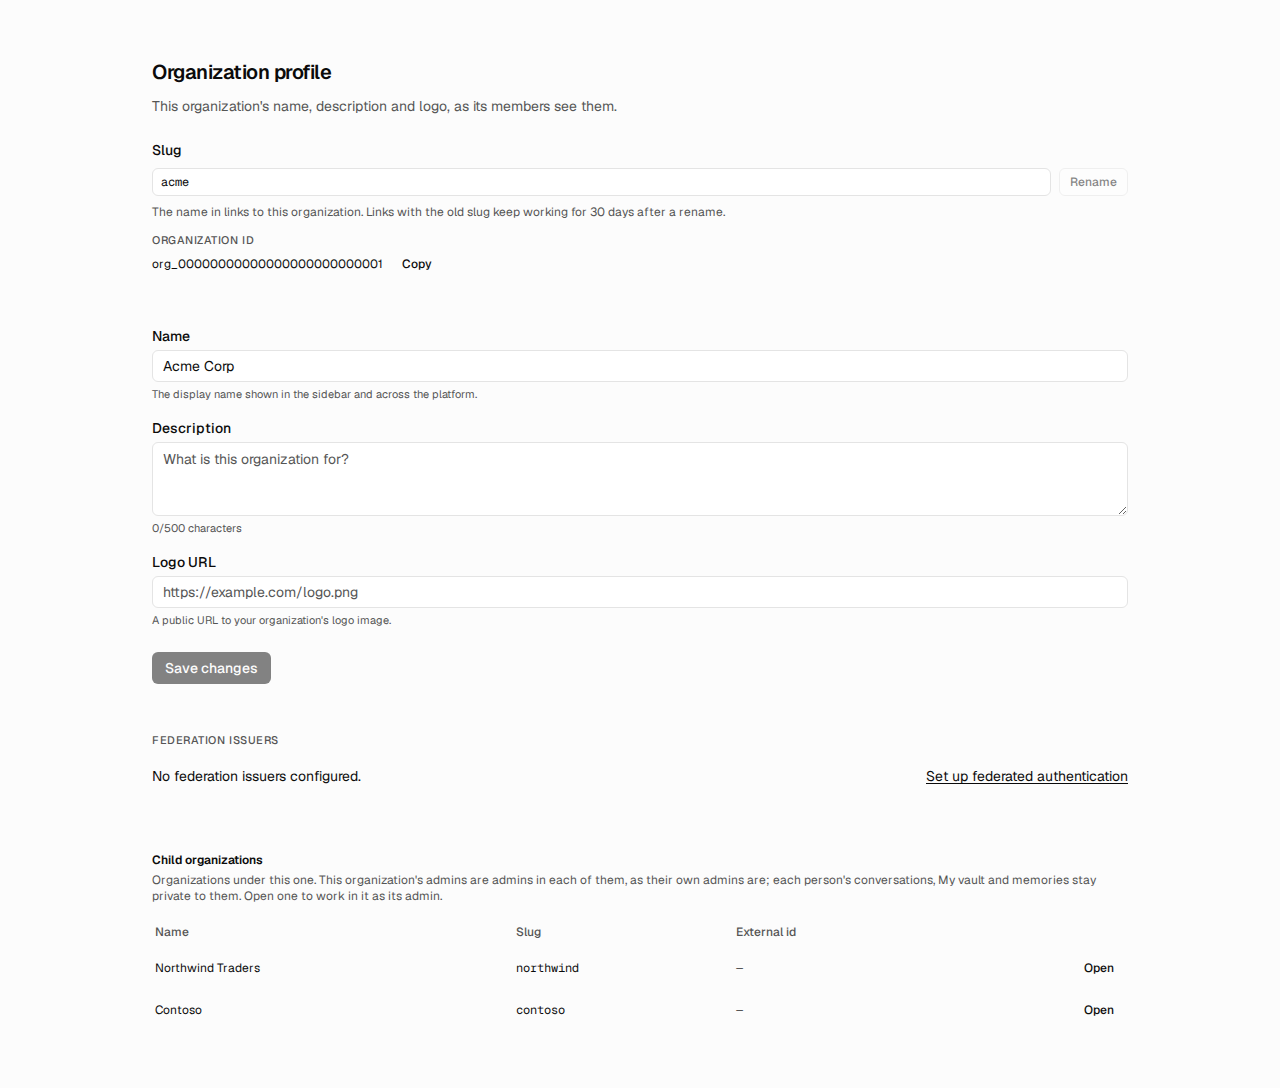 Organization profile
This organization's name, description and logo, as its members see them.
Slug
acme
Rename
The name in links to this organization. Links with the old slug keep working for 30 days after a rename.
ORGANIZATION ID
org_00000000000000000000000001
Copy
Name
Acme Corp
The display name shown in the sidebar and across the platform.
Description
What is this organization for?
0/500 characters
Logo URL
https://example.com/logo.png
A public URL to your organization's logo image.
Save changes
FEDERATION ISSUERS
No federation issuers configured.
Set up federated authentication
Child organizations
Organizations under this one. This organization's admins are admins in each of them, as their own admins are; each person's conversations, My vault and memories stay
private to them. Open one to work in it as its admin.
Name Slug External id
Northwind Traders northwind – Open
Contoso contoso – Open